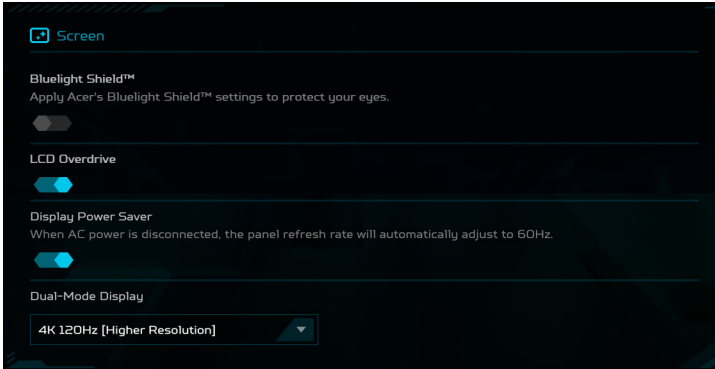 Screen
Bluelight Shield™
Apply Acer's Bluelight Shield™ settings to protect your eyes.
LCD Overdrive
Display Power Saver
When AC power is disconnected, the panel refresh rate will automatically adjust to 60Hz.
Dual-Mode Display
4K 120Hz [Higher Resolution]